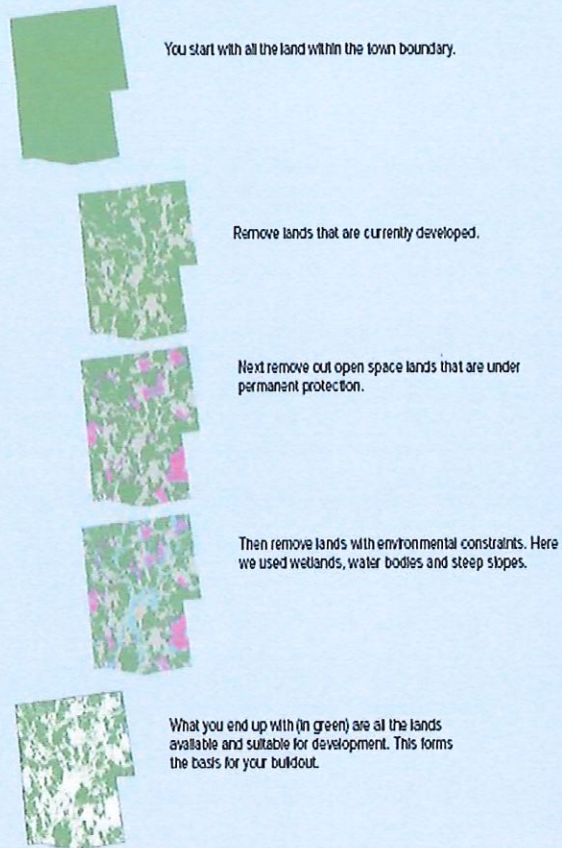 You start with all the land within the town boundary.
Remove lands that are currently developed.
Next remove out open space lands that are under
permanent protection.
Then remove lands with environmental constraints. Here
we used wetlands, water bodies and steep slopes.
What you end up with (in green) are all the lands
available and suitable for development. This forms
the basis for your buildout.